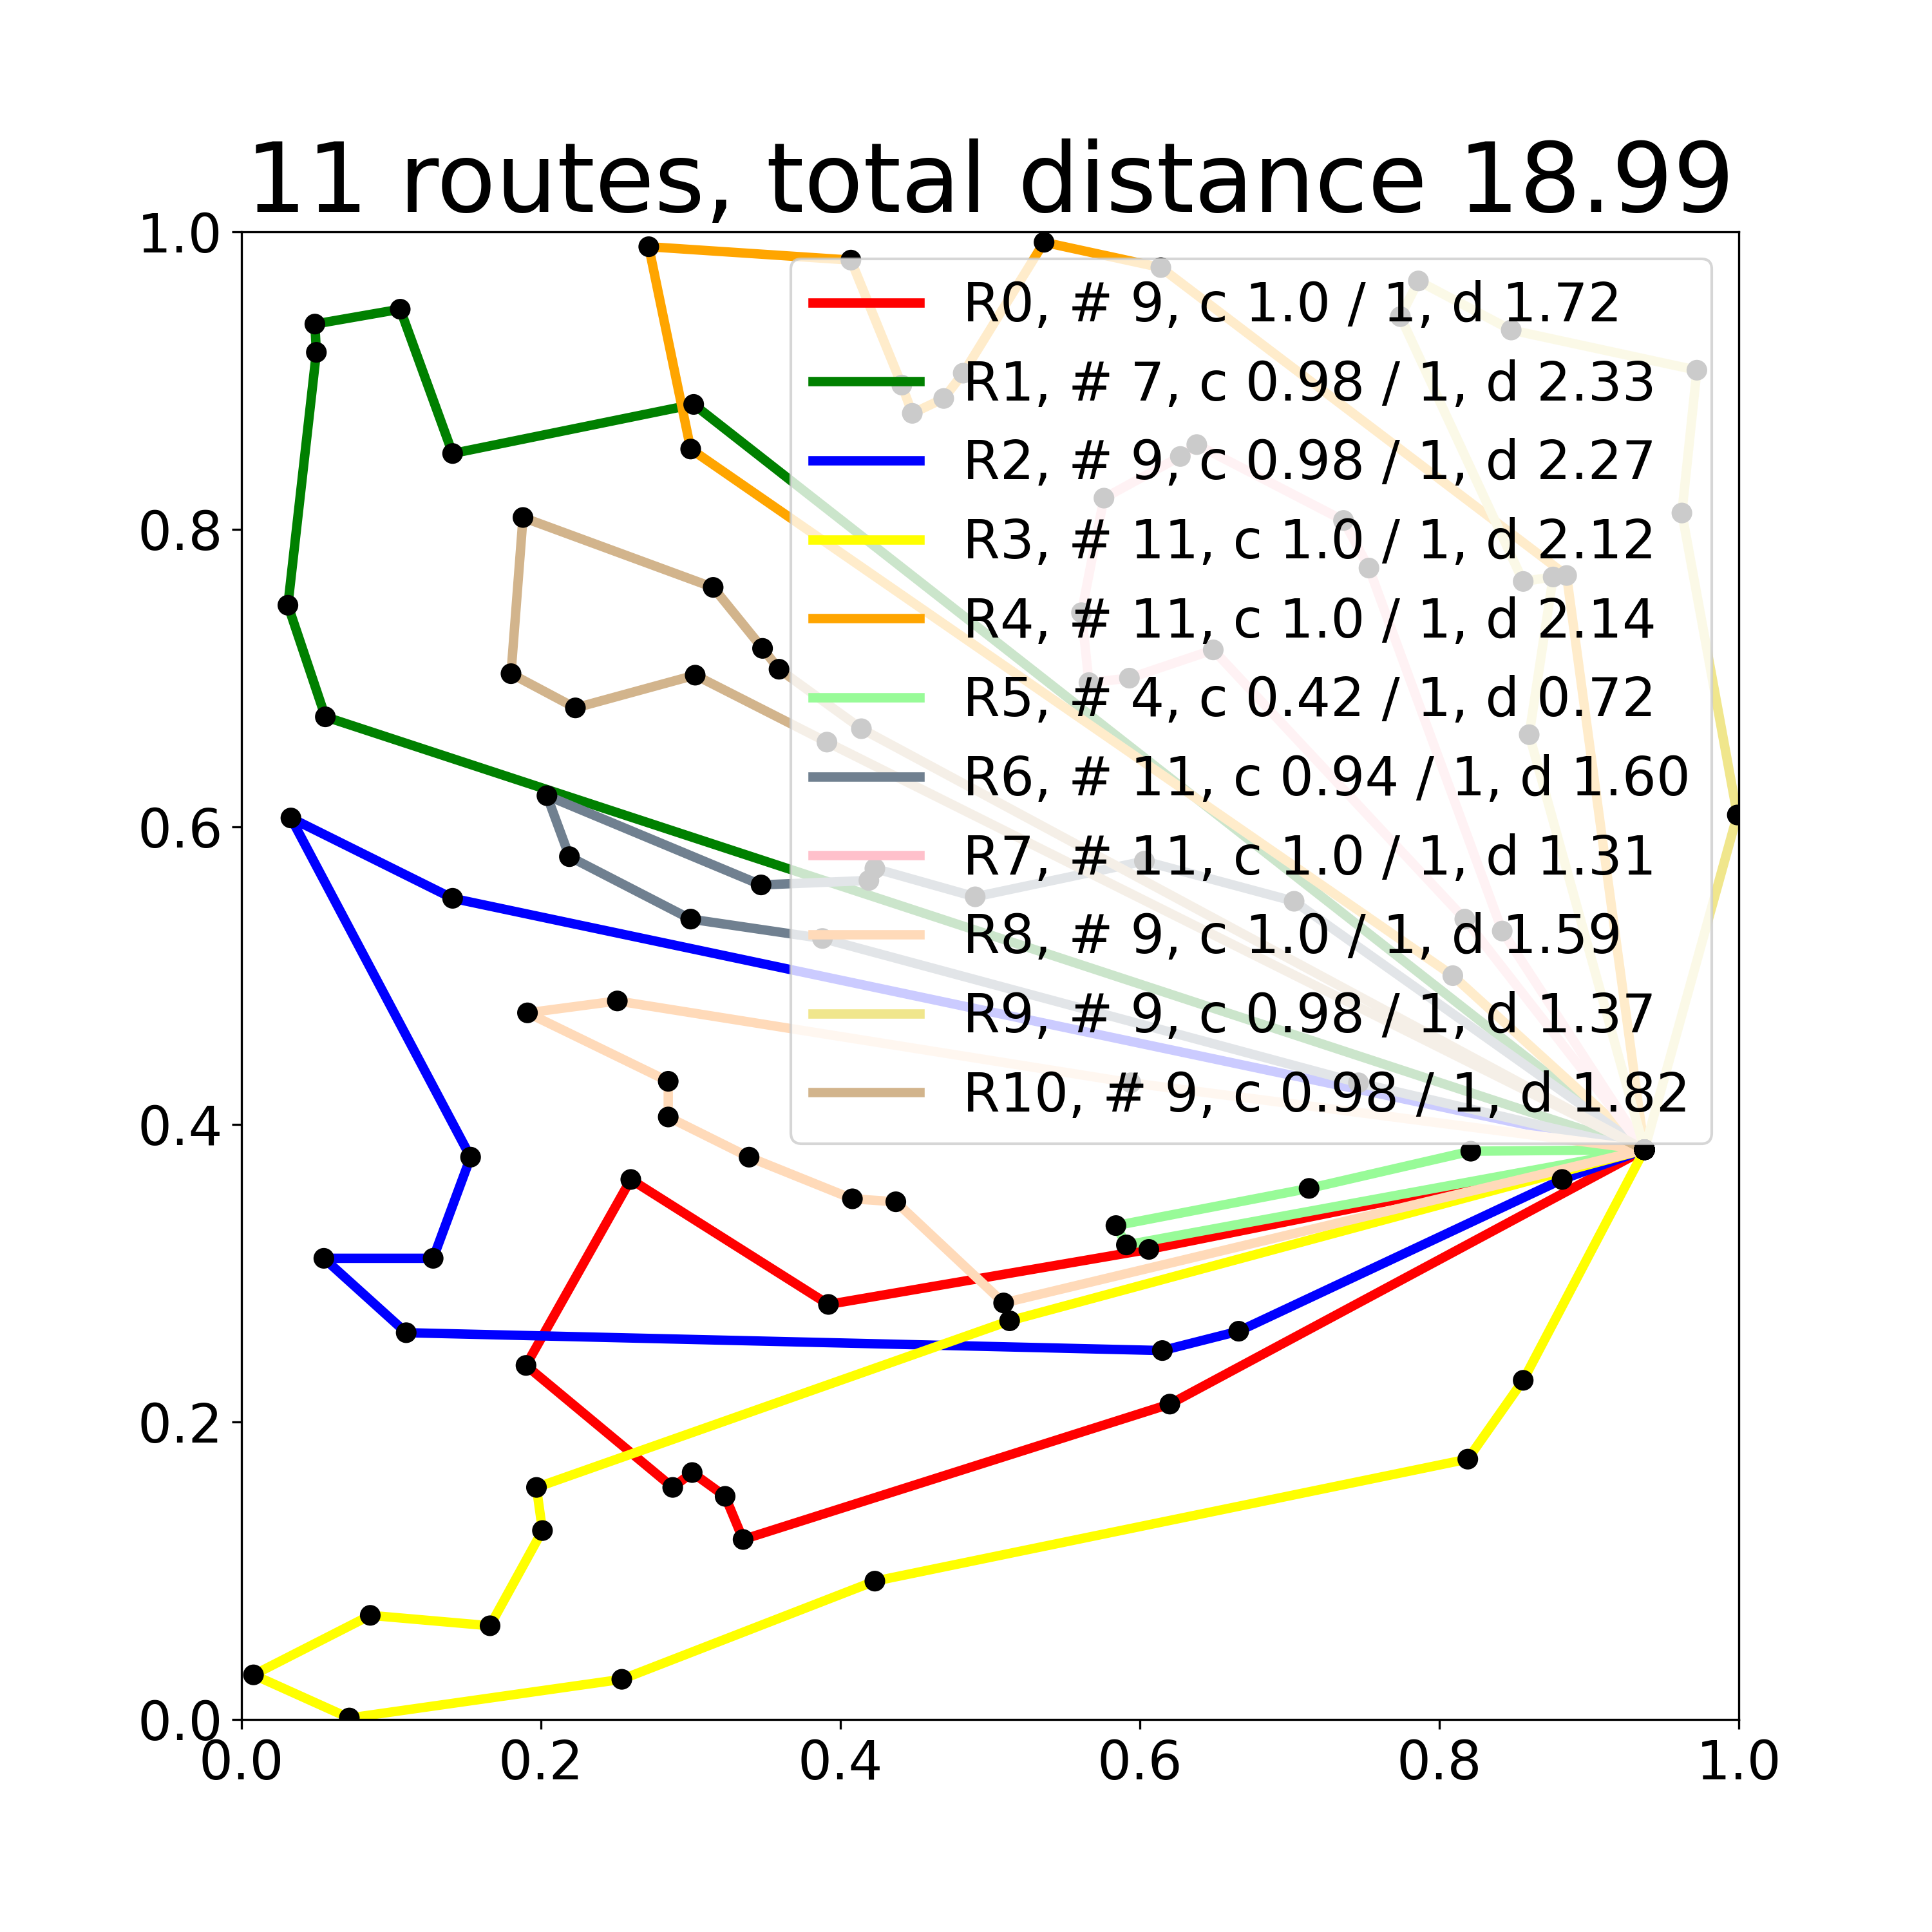 11 routes, total distance 18.99
1.0
0.8
0.6
0.4
0.2
0.0
R0, # 9, c 1.0 / 1, d 1.72
R1, # 7, c 0.98 / 1, d 2.33
R2, # 9, c 0.98 / 1, d 2.27
R3, # 11, c 1.0 / 1, d 2.12
R4, # 11, c 1.0 / 1, d 2.14
R5, # 4, c 0.42 / 1, d 0.72
R6, # 11, c 0.94 / 1, d 1.60
R7, # 11, c 1.0 / 1, d 1.31
R8, # 9, c 1.0 / 1, d 1.59
R9, # 9, c 0.98 / 1, d 1.37
R10, # 9, c 0.98 / 1, d 1.82
0.0 0.2 0.4 0.6 0.8 1.0